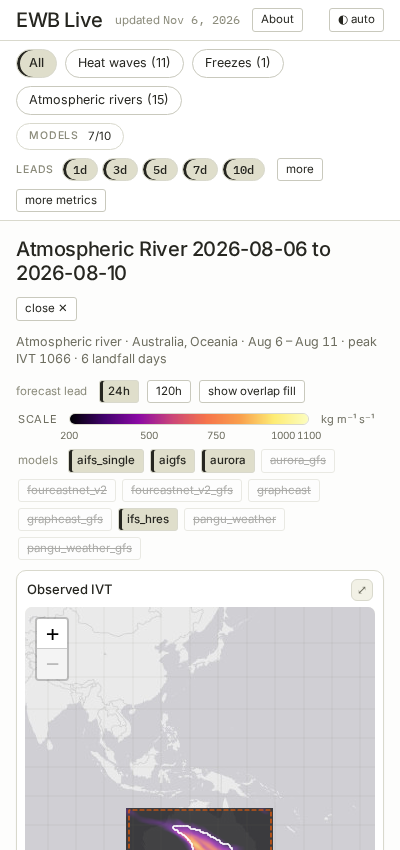 EWB Live updated Nov 6, 2026 About ◐ auto
All Heat waves (11) Freezes (1)
Atmospheric rivers (15)
MODELS 7/10
LEADS 1d 3d 5d 7d 10d more
more metrics
Atmospheric River 2026-08-06 to
2026-08-10
close ✕
Atmospheric river · Australia, Oceania · Aug 6 – Aug 11 · peak
IVT 1066 · 6 landfall days
forecast lead 24h 120h show overlap fill
SCALE kg m⁻¹ s⁻¹
200 500 750 1000 1100
models aifs_single aigfs aurora aurora_gfs
fourcastnet_v2 fourcastnet_v2_gfs graphcast
graphcast_gfs ifs_hres pangu_weather
pangu_weather_gfs
Observed IVT ⤢
+
−